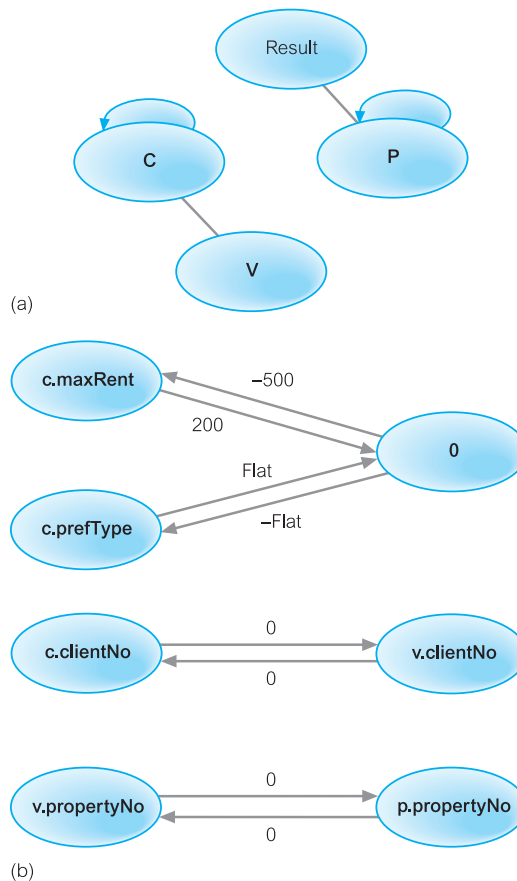 Result
C
P
V
(a)
c.maxRent
–500
200
0
Flat
–Flat
c.prefType
0
c.clientNo
v.clientNo
0
0
v.propertyNo
p.propertyNo
0
(b)